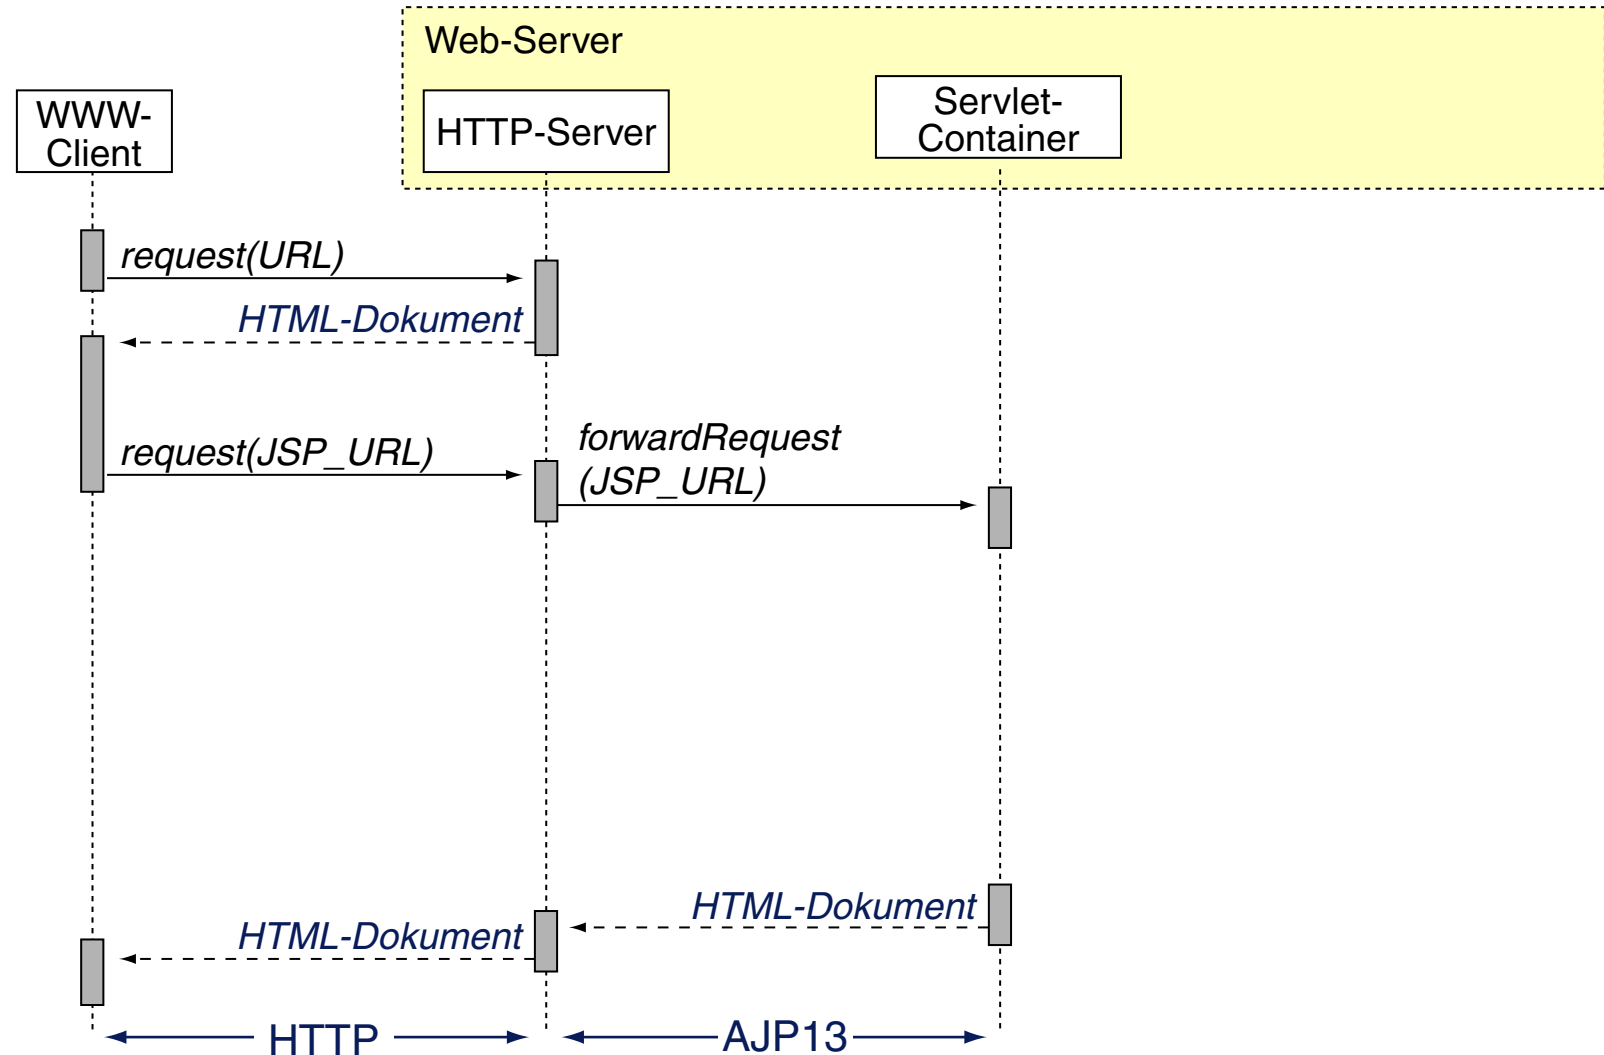 Web-Server
WWW-
Client
HTTP-Server
Servlet-
Container
request(URL)
HTML-Dokument
request(JSP_URL)
forwardRequest
(JSP_URL)
HTML-Dokument
HTML-Dokument
HTTP
AJP13